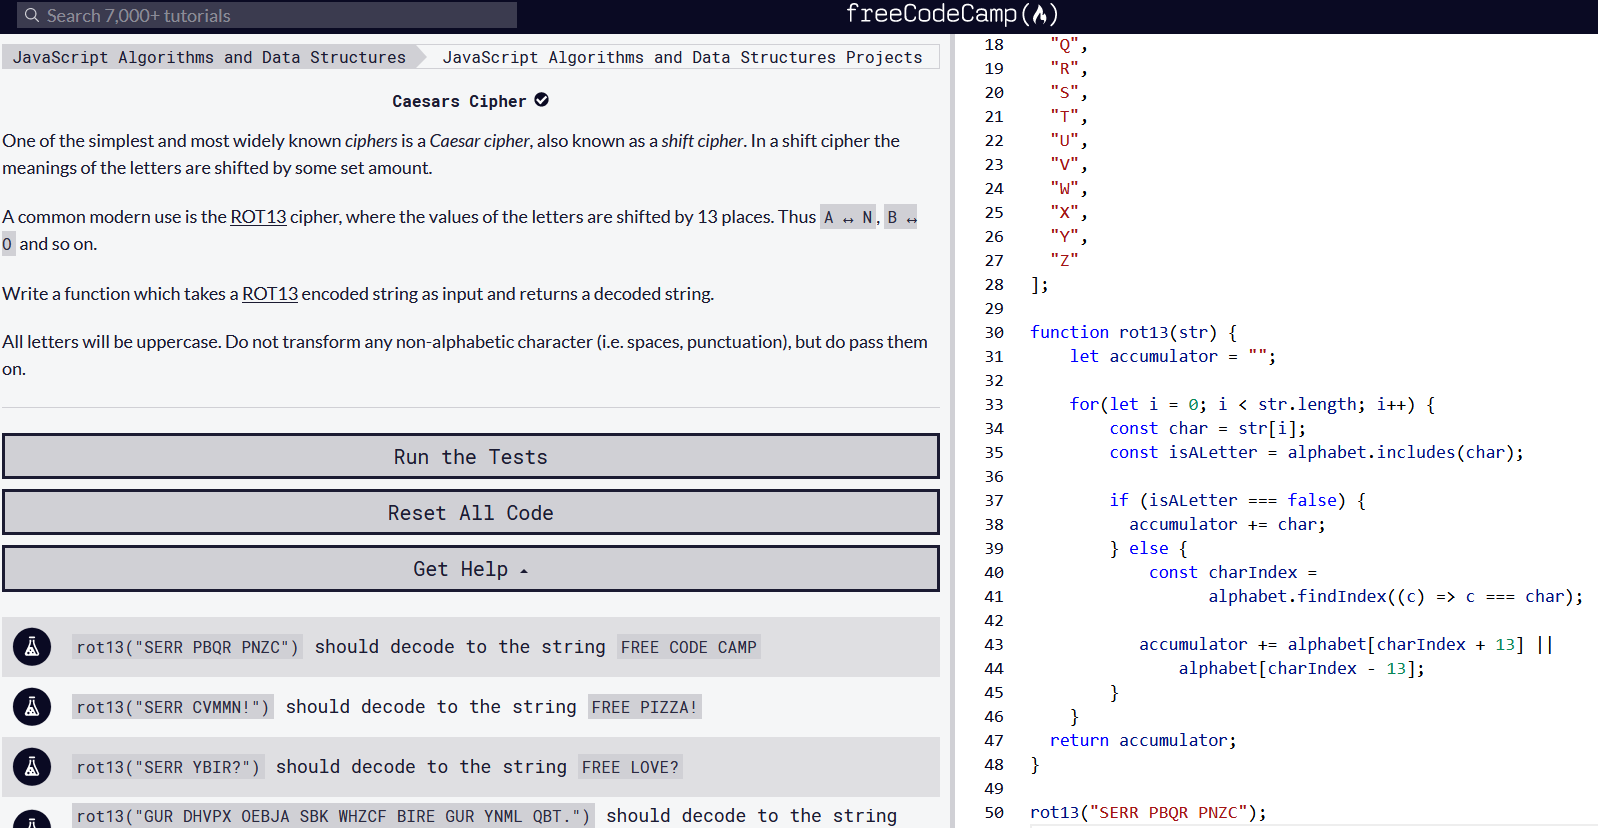 Search 7,000+ tutorials
freeCodeCamp
JavaScript Algorithms and Data Structures
JavaScript Algorithms and Data Structures Projects
Caesars Cipher
One of the simplest and most widely known ciphers is a Caesar cipher, also known as a shift cipher. In a shift cipher the
meanings of the letters are shifted by some set amount.
A common modern use is the ROT13 cipher, where the values of the letters are shifted by 13 places. Thus A ↔ N, B ↔
O and so on.
Write a function which takes a ROT13 encoded string as input and returns a decoded string.
All letters will be uppercase. Do not transform any non-alphabetic character (i.e. spaces, punctuation), but do pass them
on.
Run the Tests
Reset All Code
Get Help
rot13("SERR PBQR PNZC") should decode to the string FREE CODE CAMP
rot13("SERR CVMMN!") should decode to the string FREE PIZZA!
rot13("SERR YBIR?") should decode to the string FREE LOVE?
rot13("GUR DHVPX OEBJA SBK WHZCF BIRE GUR YNML QBT.") should decode to the string
18 "Q",
19 "R",
20 "S",
21 "T",
22 "U",
23 "V",
24 "W",
25 "X",
26 "Y",
27 "Z"
28 ];
29
30 function rot13(str) {
31 let accumulator = "";
32
33 for(let i = 0; i < str.length; i++) {
34 const char = str[i];
35 const isALetter = alphabet.includes(char);
36
37 if (isALetter === false) {
38 accumulator += char;
39 } else {
40 const charIndex =
41 alphabet.findIndex((c) => c === char);
42
43 accumulator += alphabet[charIndex + 13] ||
44 alphabet[charIndex - 13];
45 }
46 }
47 return accumulator;
48 }
49
50 rot13("SERR PBQR PNZC");